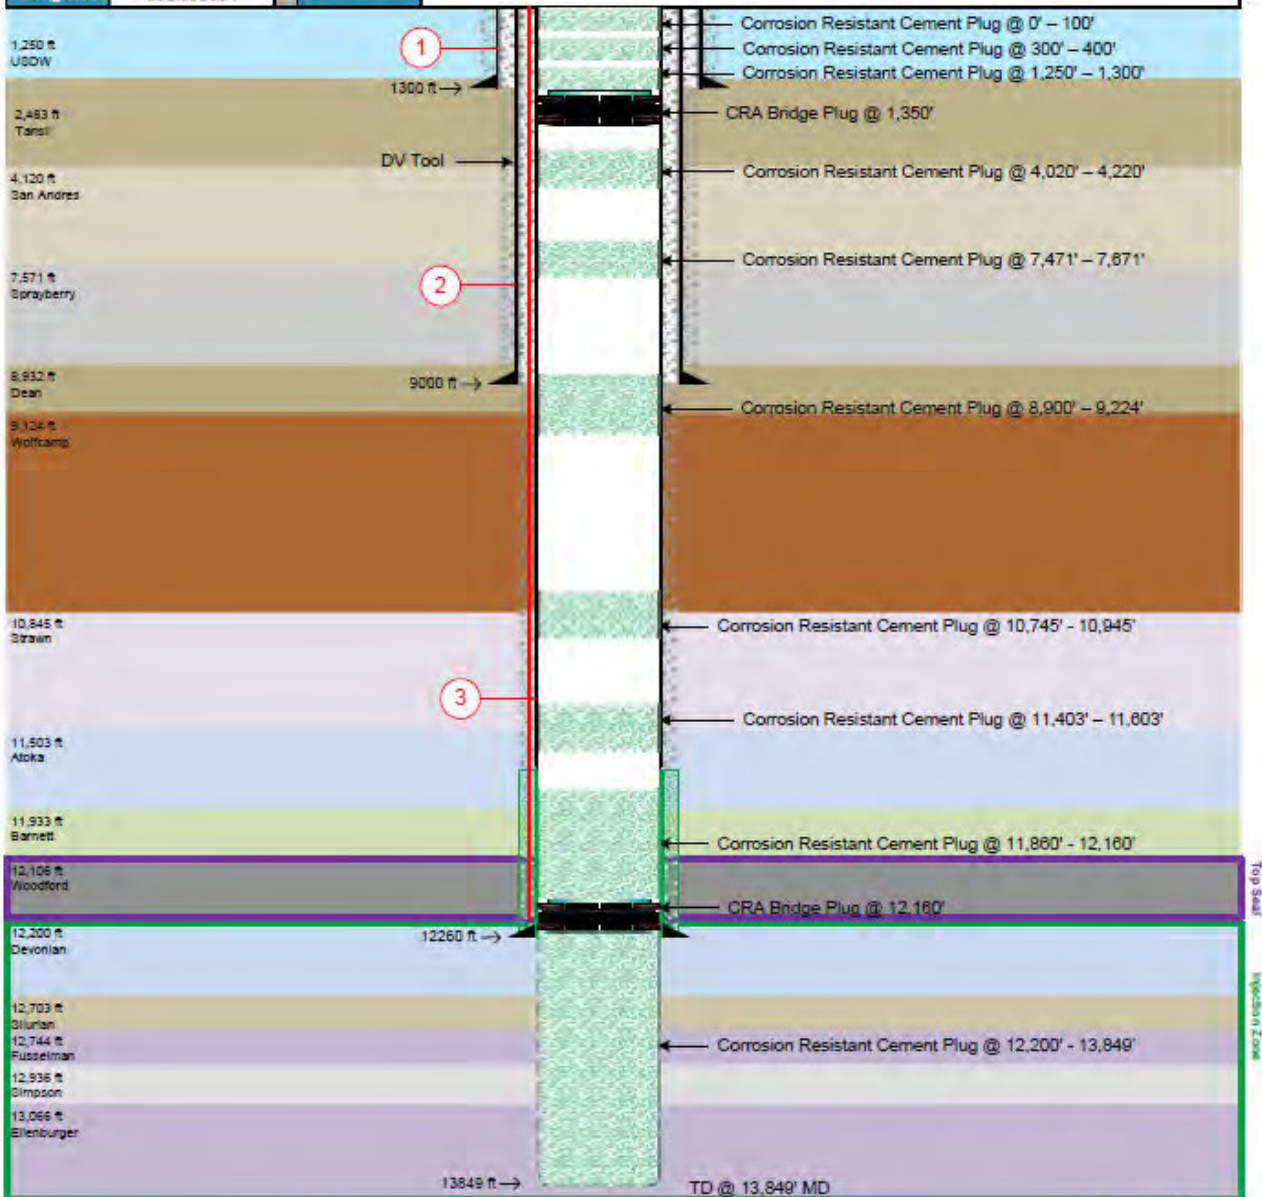 1
1,250 ft
USDW
1300 ft
Corrosion Resistant Cement Plug @ 0' – 100'
Corrosion Resistant Cement Plug @ 300' – 400'
Corrosion Resistant Cement Plug @ 1,250' – 1,300'
CRA Bridge Plug @ 1,350'
2,483 ft
Tansil
DV Tool
4,120 ft
San Andres
Corrosion Resistant Cement Plug @ 4,020' – 4,220'
Corrosion Resistant Cement Plug @ 7,471' – 7,671'
7,571 ft
Sprayberry
2
8,932 ft
Dean
9000 ft
Corrosion Resistant Cement Plug @ 8,900' – 9,224'
9,124 ft
Wolfcamp
10,845 ft
Strawn
Corrosion Resistant Cement Plug @ 10,745' - 10,945'
3
Corrosion Resistant Cement Plug @ 11,403' – 11,603'
11,503 ft
Atoka
11,933 ft
Barnett
Corrosion Resistant Cement Plug @ 11,860' - 12,160'
12,106 ft
Woodford
Top Seal
CRA Bridge Plug @ 12,160'
12,200 ft
Devonian
12260 ft
Injection Zone
12,703 ft
Silurian
12,744 ft
Fusselman
Corrosion Resistant Cement Plug @ 12,200' - 13,849'
12,936 ft
Simpson
13,066 ft
Ellenburger
13849 ft
TD @ 13,849' MD